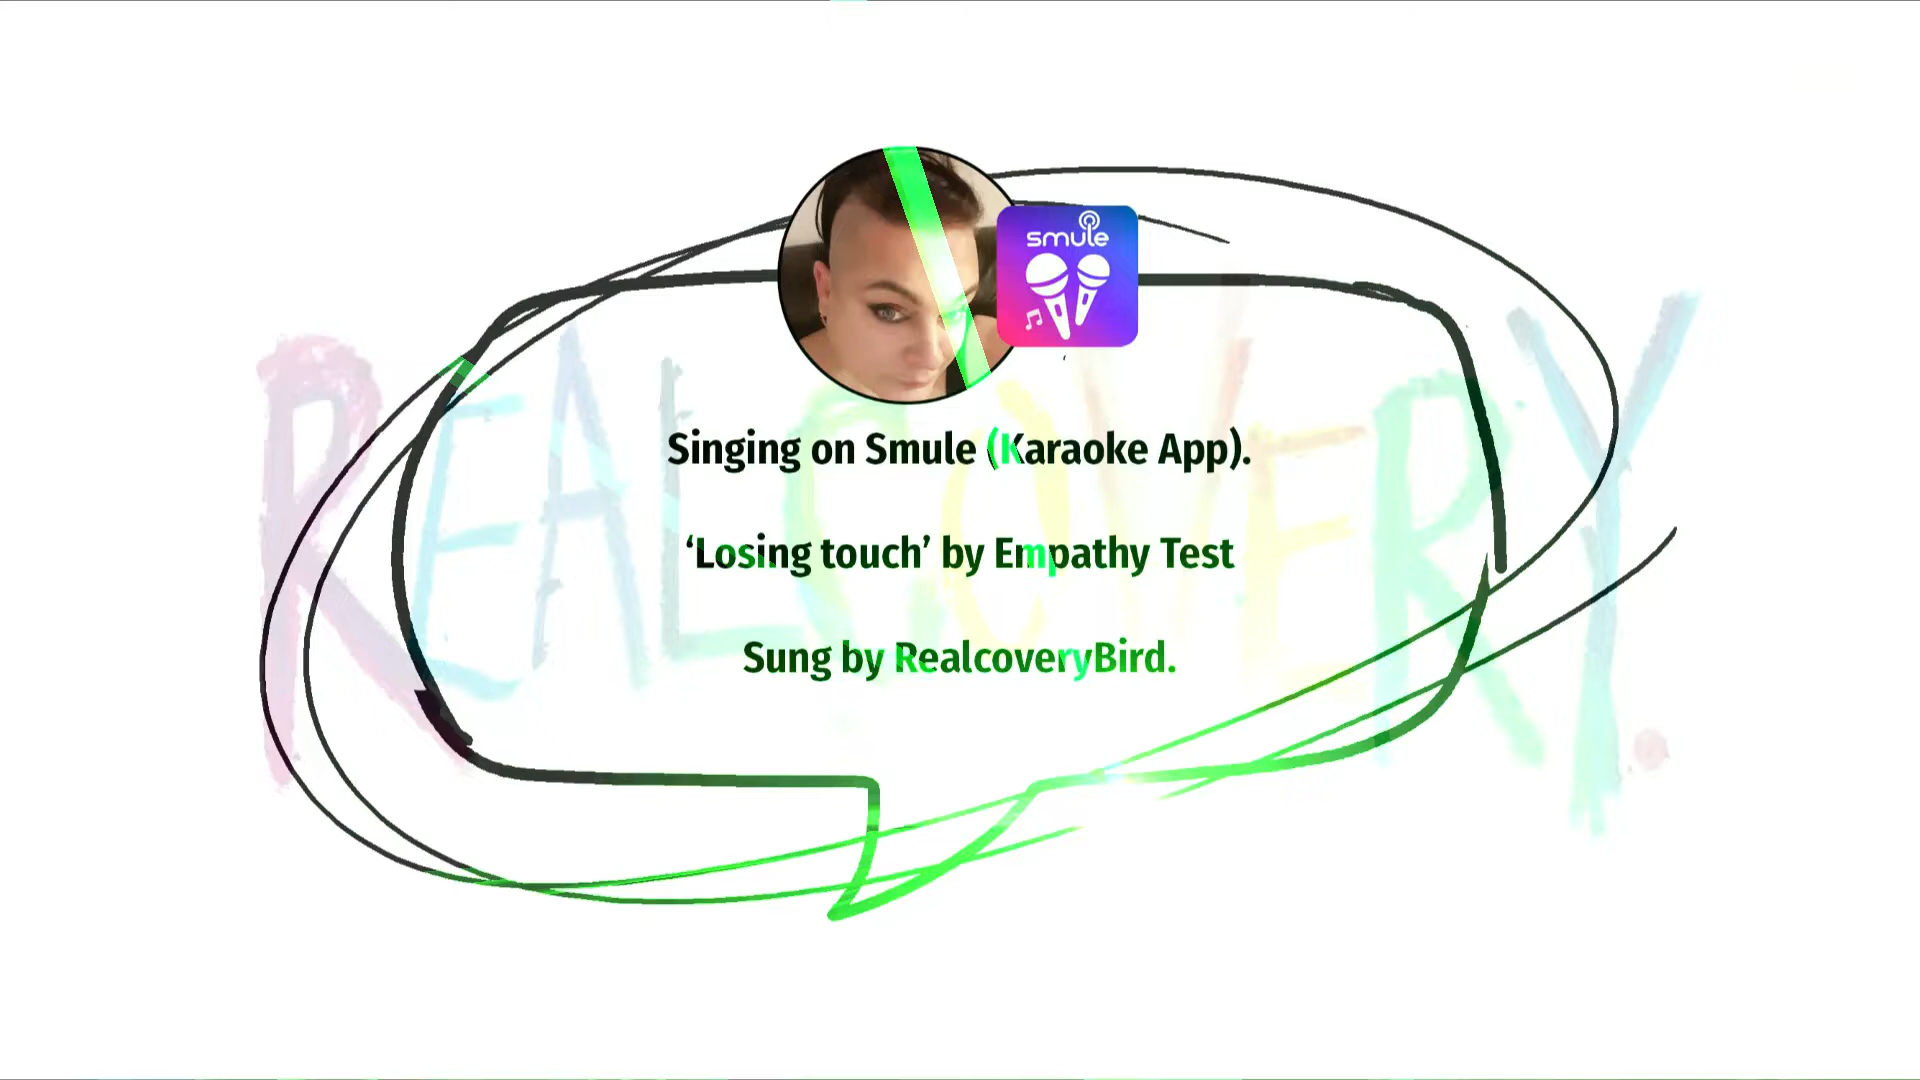 smule
Singing on Smule (Karaoke App).
‘Losing touch’ by Empathy Test
Sung by RealcoveryBird.
REALCOVERY.